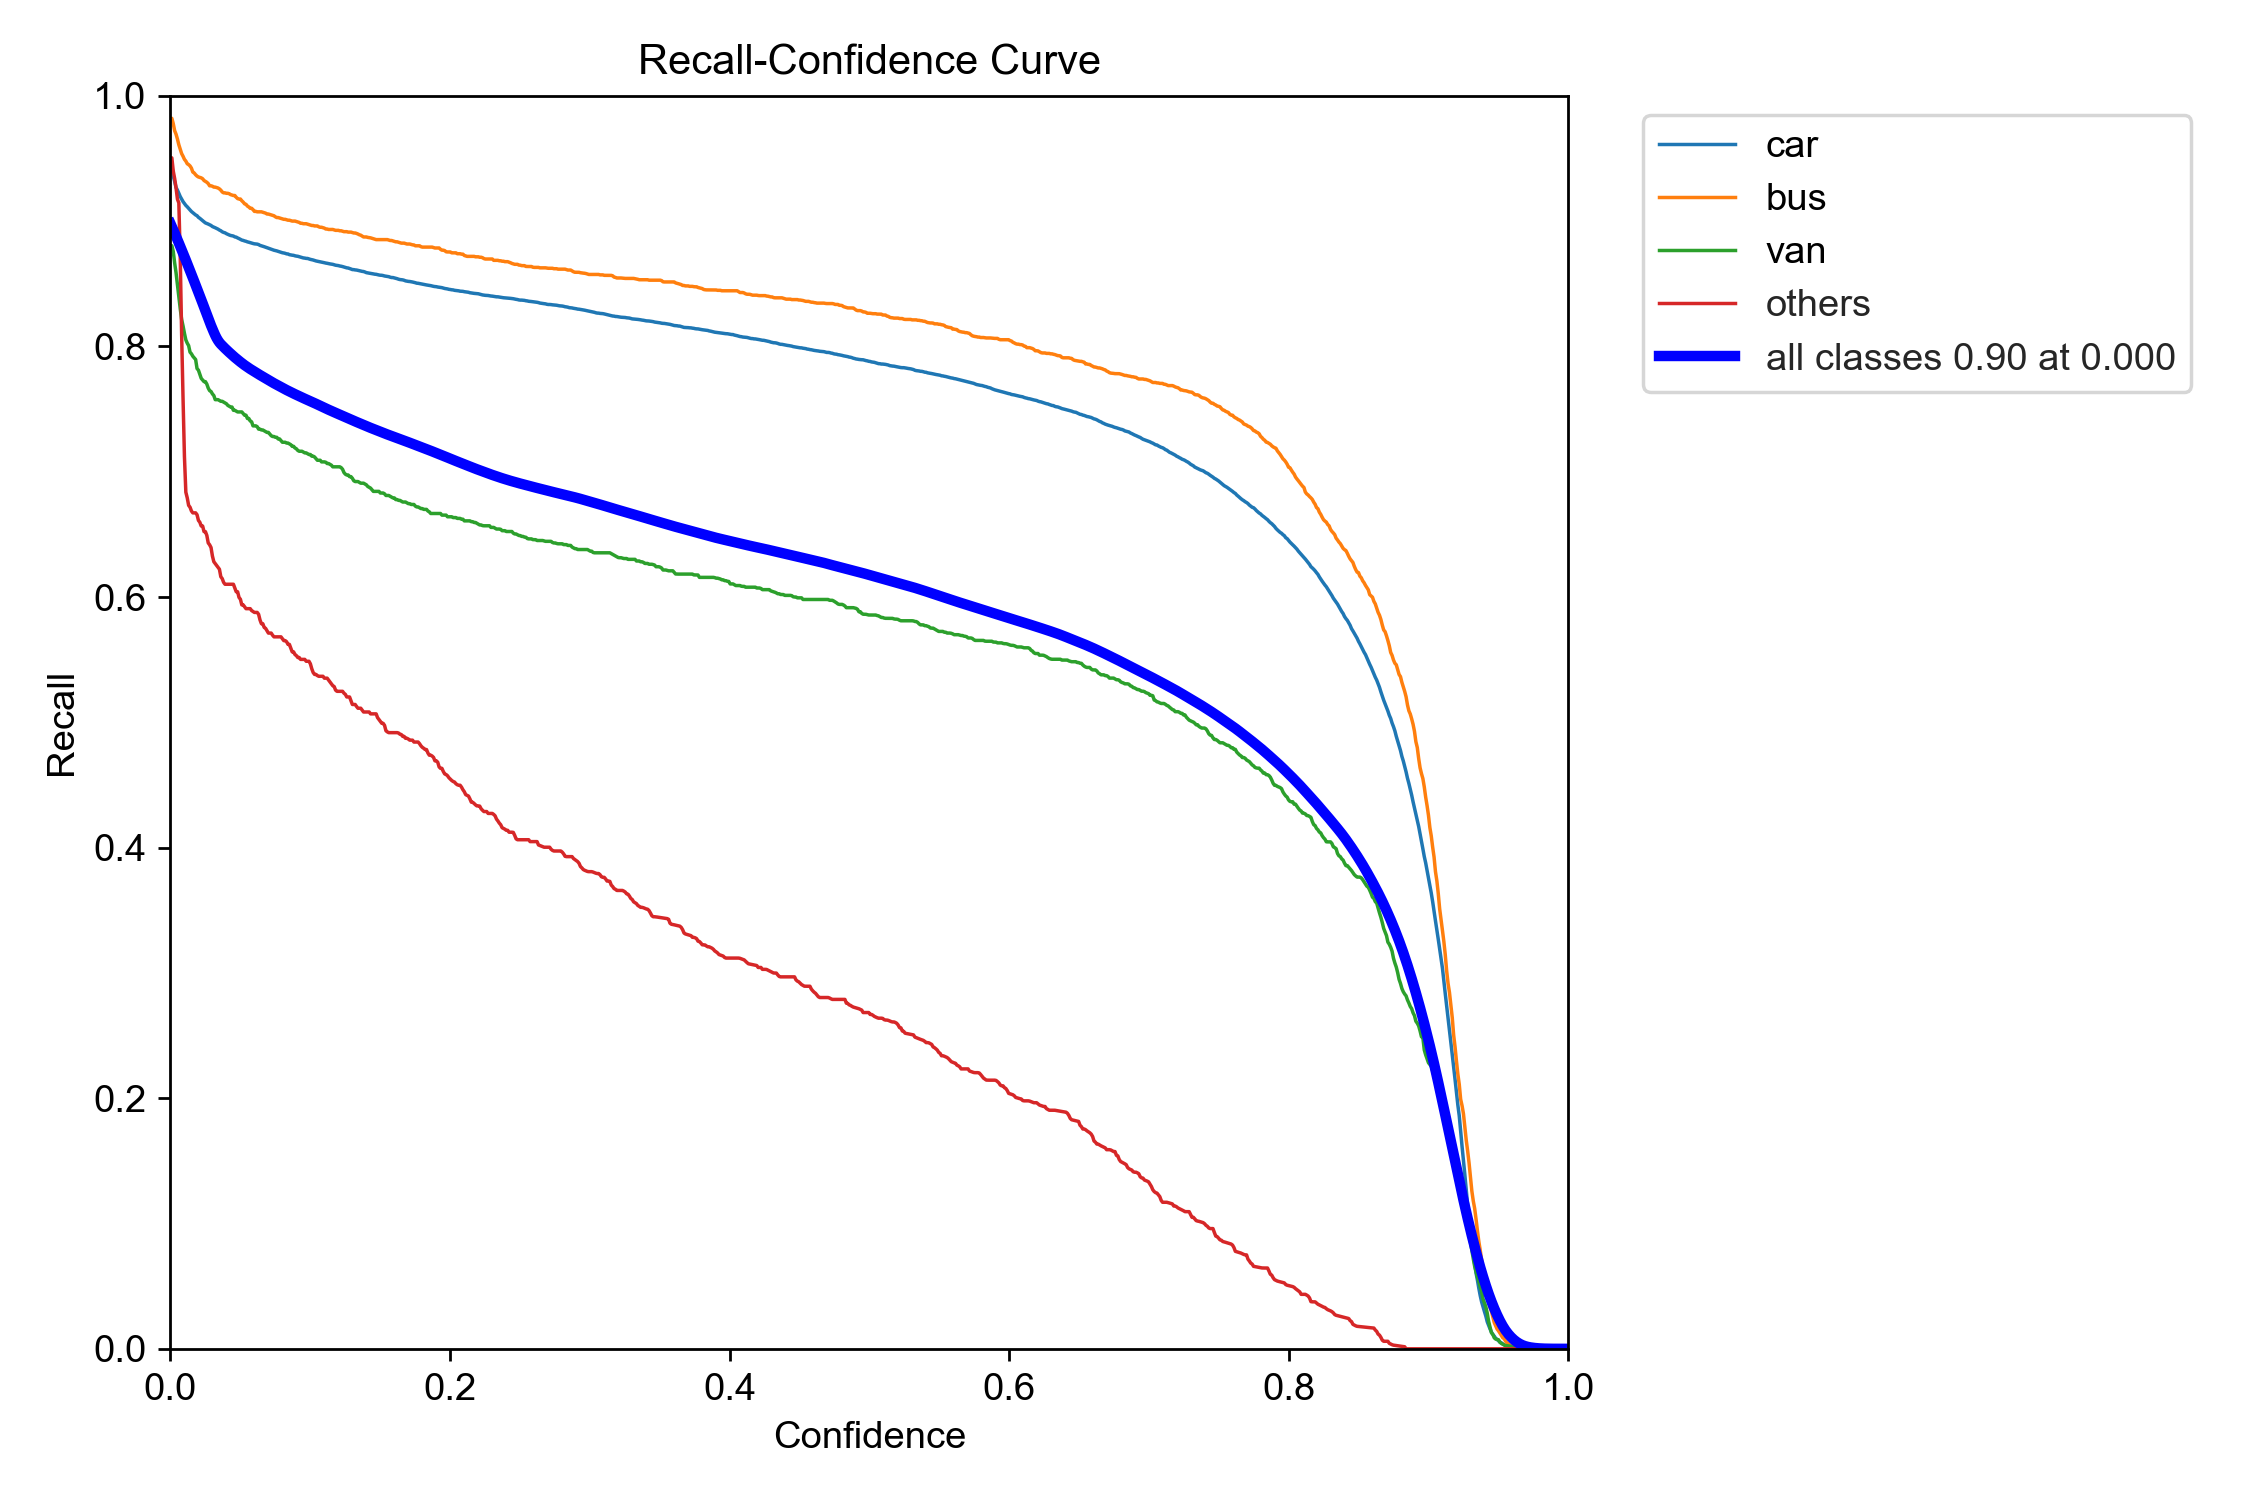 Recall-Confidence Curve
1.0
0.8
0.6
0.4
0.2
0.0
Recall
0.0 0.2 0.4 0.6 0.8 1.0
Confidence
car
bus
van
others
all classes 0.90 at 0.000